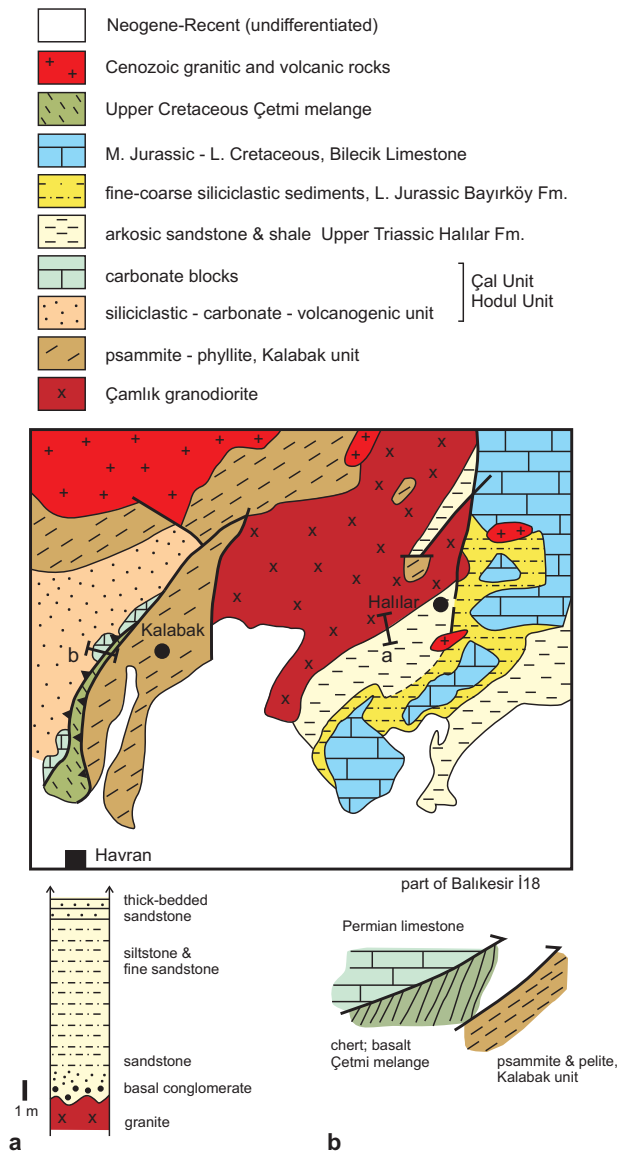 Neogene-Recent (undifferentiated)
Cenozoic granitic and volcanic rocks
Upper Cretaceous Çetmi melange
M. Jurassic - L. Cretaceous, Bilecik Limestone
fine-coarse siliciclastic sediments, L. Jurassic Bayırköy Fm.
arkosic sandstone & shale Upper Triassic Halılar Fm.
carbonate blocks
siliciclastic - carbonate - volcanogenic unit
Çal Unit
Hodul Unit
psammite - phyllite, Kalabak unit
x
Çamlık granodiorite
Halılar
Kalabak
b
a
Havran
part of Balıkesir İ18
thick-bedded
sandstone
siltstone &
fine sandstone
sandstone
basal conglomerate
granite
1 m
a
Permian limestone
chert; basalt
Çetmi melange
psammite & pelite,
Kalabak unit
b